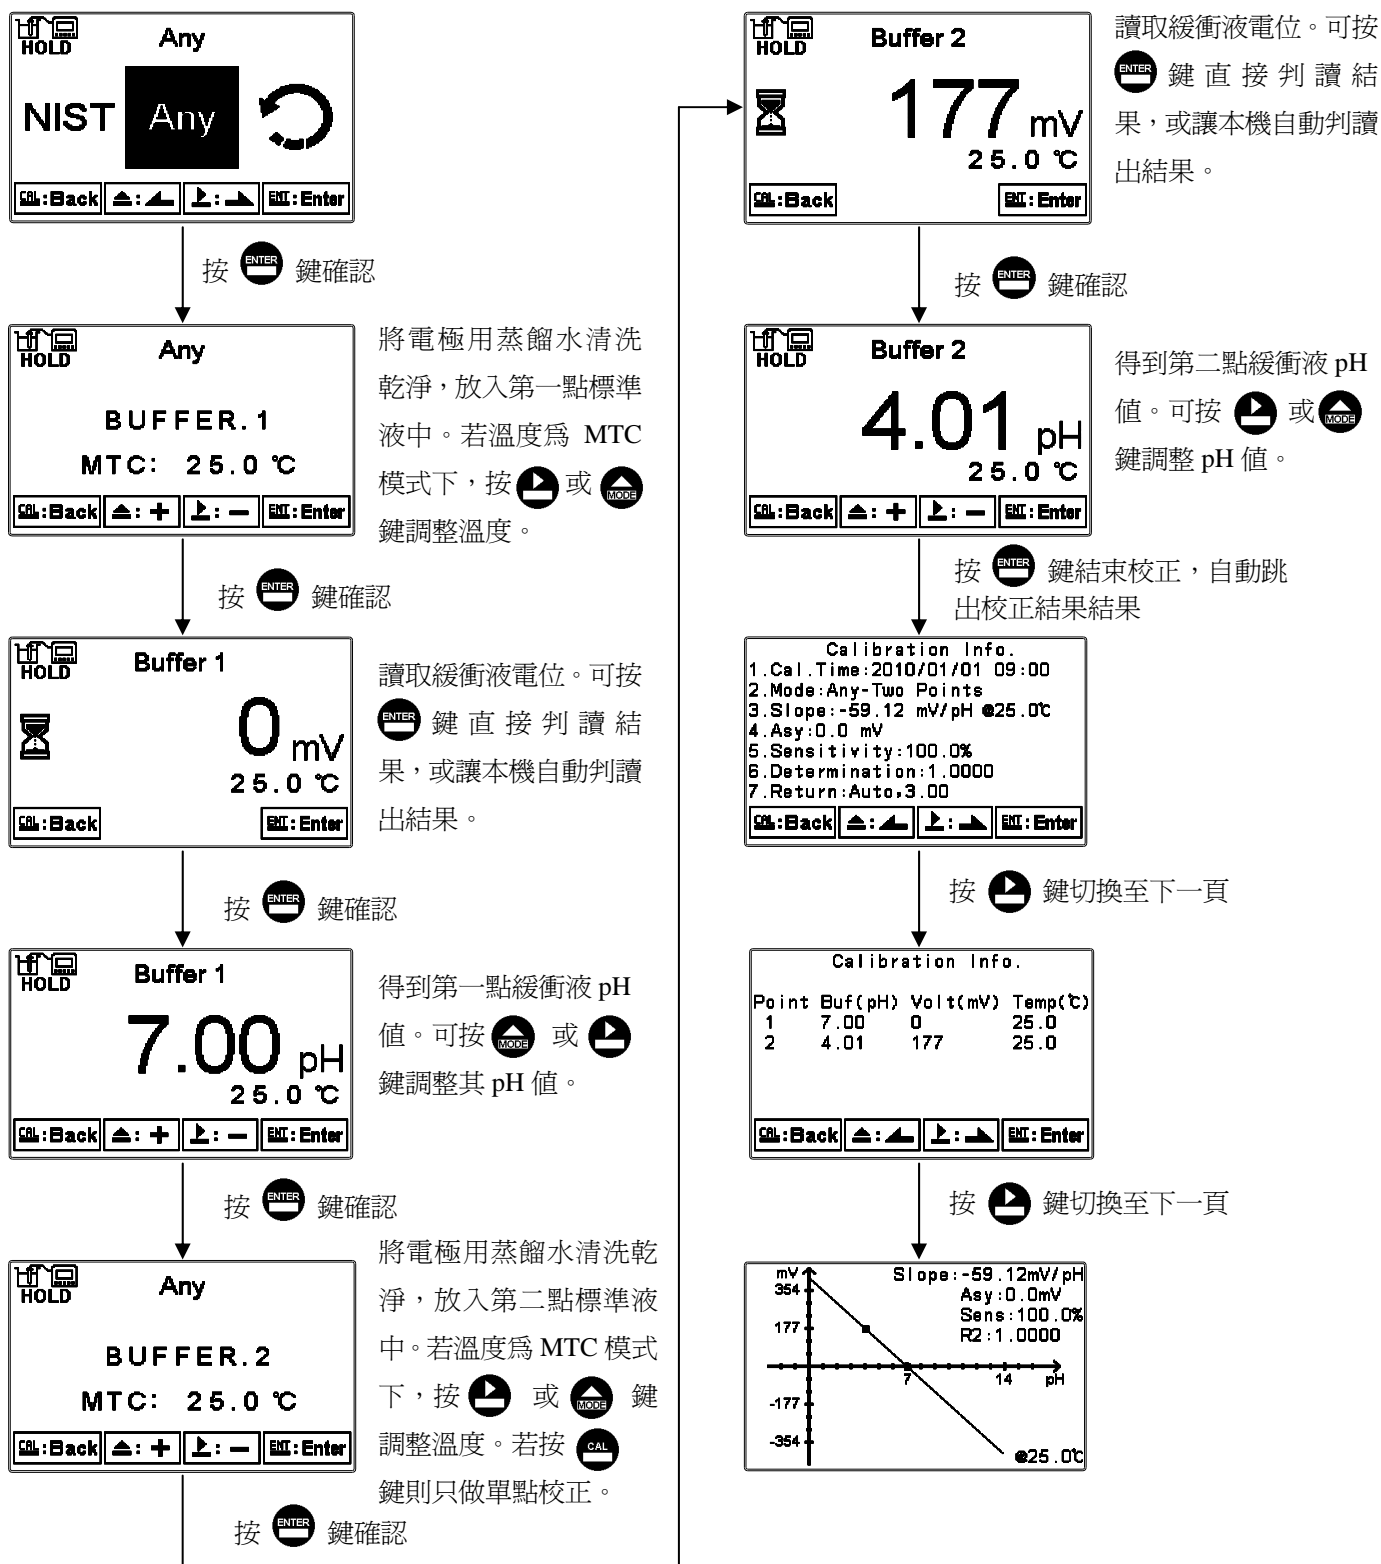 HOLD
Any
NIST Any
CAL:Back
ENT:Enter
按 ENTER 鍵確認
HOLD
Any
BUFFER.1
MTC: 25.0 ℃
CAL:Back
: +
: −
ENT:Enter
將電極用蒸餾水清洗
乾淨，放入第一點標準
液中。若溫度爲 MTC
模式下，按 或 MODE
鍵調整溫度。
按 ENTER 鍵確認
HOLD
Buffer 1
0 mV
25.0 ℃
CAL:Back
ENT:Enter
讀取緩衝液電位。可按
ENTER 鍵直接判讀結
果，或讓本機自動判讀
出結果。
按 ENTER 鍵確認
HOLD
Buffer 1
7.00 pH
25.0 ℃
CAL:Back
: +
: −
ENT:Enter
得到第一點緩衝液 pH
值。可按 MODE 或
鍵調整其 pH 值。
按 ENTER 鍵確認
HOLD
Any
BUFFER.2
MTC: 25.0 ℃
CAL:Back
: +
: −
ENT:Enter
將電極用蒸餾水清洗乾
淨，放入第二點標準液
中。若溫度爲 MTC 模式
下，按 或 MODE 鍵
調整溫度。若按 CAL
鍵則只做單點校正。
按 ENTER 鍵確認
HOLD
Buffer 2
177 mV
25.0 ℃
CAL:Back
ENT:Enter
讀取緩衝液電位。可按
ENTER 鍵直接判讀結
果，或讓本機自動判讀
出結果。
按 ENTER 鍵確認
HOLD
Buffer 2
4.01 pH
25.0 ℃
CAL:Back
: +
: −
ENT:Enter
得到第二點緩衝液 pH
值。可按 或 MODE
鍵調整 pH 值。
按 ENTER 鍵結束校正，自動跳
出校正結果結果
Calibration Info.
1.Cal.Time:2010/01/01 09:00
2.Mode:Any-Two Points
3.Slope:-59.12 mV/pH @25.0℃
4.Asy:0.0 mV
5.Sensitivity:100.0%
6.Determination:1.0000
7.Return:Auto,3.00
CAL:Back
ENT:Enter
按 鍵切換至下一頁
Calibration Info.
Point Buf(pH) Volt(mV) Temp(℃)
1 7.00 0 25.0
2 4.01 177 25.0
CAL:Back
ENT:Enter
按 鍵切換至下一頁
mV
354
177
-177
-354
7
14
pH
Slope:-59.12mV/pH
Asy:0.0mV
Sens:100.0%
R2:1.0000
@25.0℃